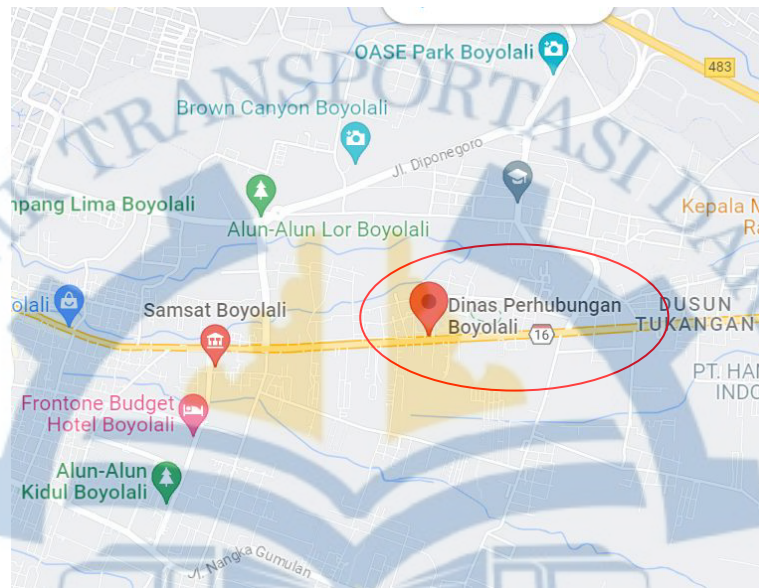 OASE Park Boyolali
483
Brown Canyon Boyolali
Jl. Diponegoro
mpang Lima Boyolali
Kepala M
Ra
Alun-Alun Lor Boyolali
olali
Samsat Boyolali
Dinas Perhubungan
Boyolali
16
DUSUN
TUKANGAN
PT. HAN
INDO
Frontone Budget
Hotel Boyolali
Alun-Alun
Kidul Boyolali
Jl. Nangka Gumulan
K TRANSPORTASI DA